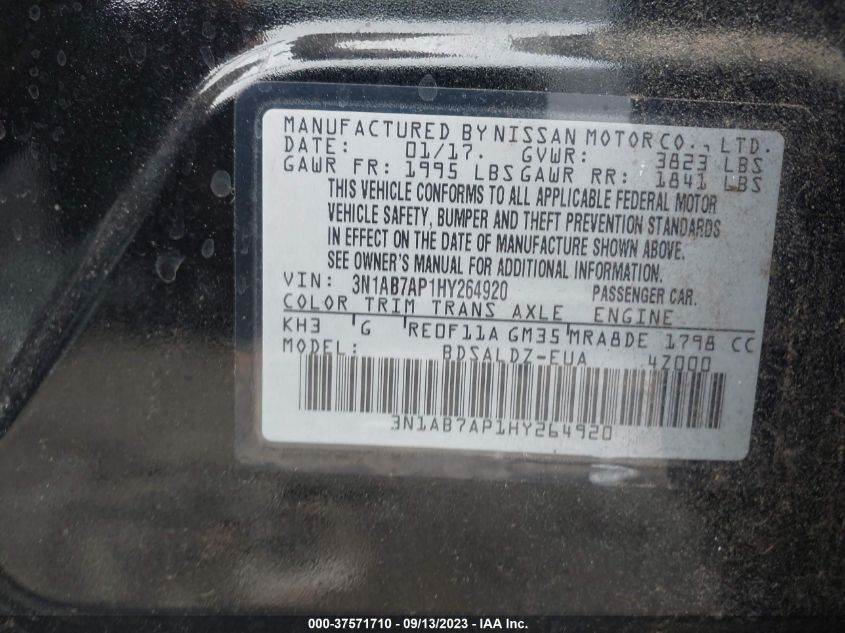 MANUFACTURED BY NISSAN MOTOR CO., LTD.
DATE: 01/17. GVWR: 3823 LBS
GAWR FR: 1995 LBS GAWR RR: 1841 LBS
THIS VEHICLE CONFORMS TO ALL APPLICABLE FEDERAL MOTOR
VEHICLE SAFETY, BUMPER AND THEFT PREVENTION STANDARDS
IN EFFECT ON THE DATE OF MANUFACTURE SHOWN ABOVE.
SEE OWNER'S MANUAL FOR ADDITIONAL INFORMATION.
VIN: 3N1AB7AP1HY264920 PASSENGER CAR.
COLOR TRIM TRANS AXLE ENGINE
KH3 G RE0F11A GM35 MRA8DE 1798 CC
MODEL: BDSALDZ-EUA 4Z000
3N1AB7AP1HY264920
000-37571710 - 09/13/2023 - IAA Inc.